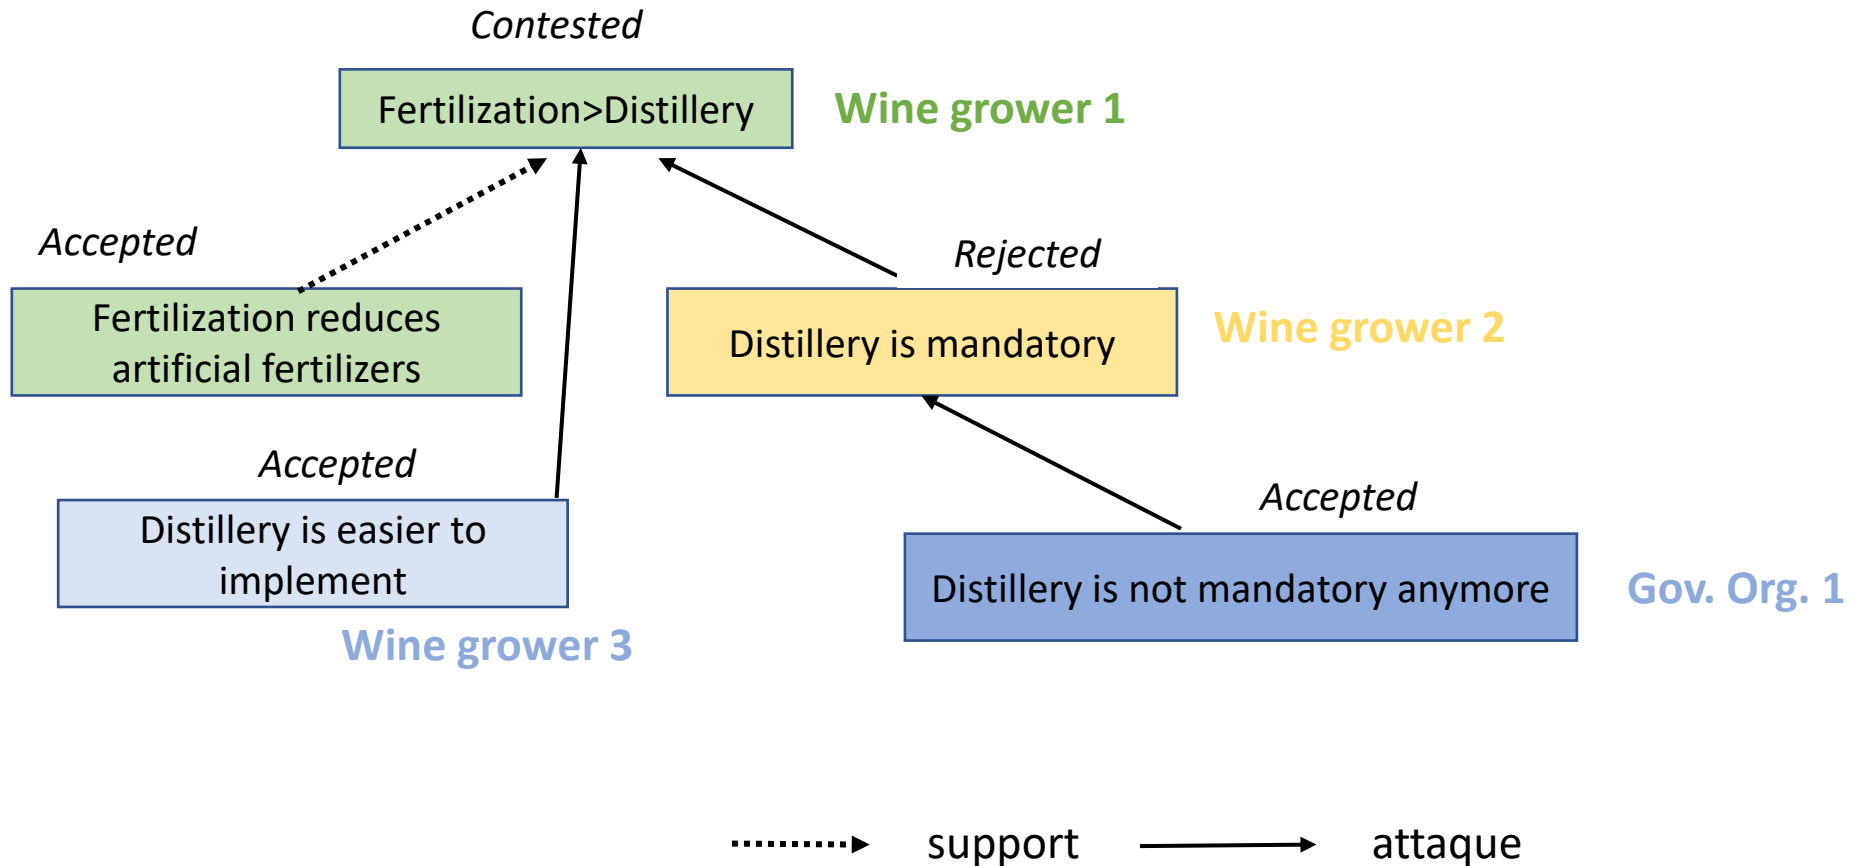 Contested
Fertilization>Distillery
Wine grower 1
Accepted
Rejected
Fertilization reduces
artificial fertilizers
Distillery is mandatory
Wine grower 2
Accepted
Accepted
Distillery is easier to
implement
Distillery is not mandatory anymore
Gov. Org. 1
Wine grower 3
support
attaque